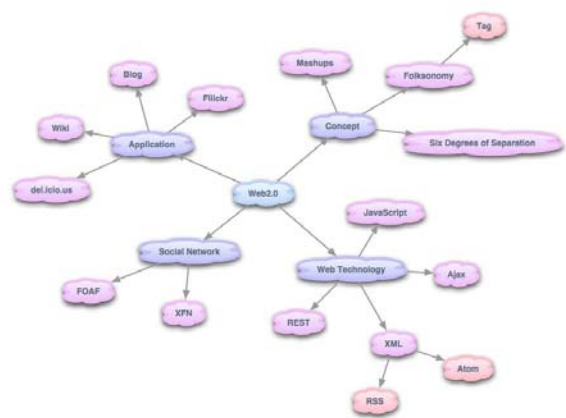 Tag
Blog
Mashups
Folksonomy
Flickr
Wiki
Concept
Application
Six Degrees of Separation
del.icio.us
Web2.0
JavaScript
Social Network
Web Technology
Ajax
FOAF
XFN
REST
XML
Atom
RSS